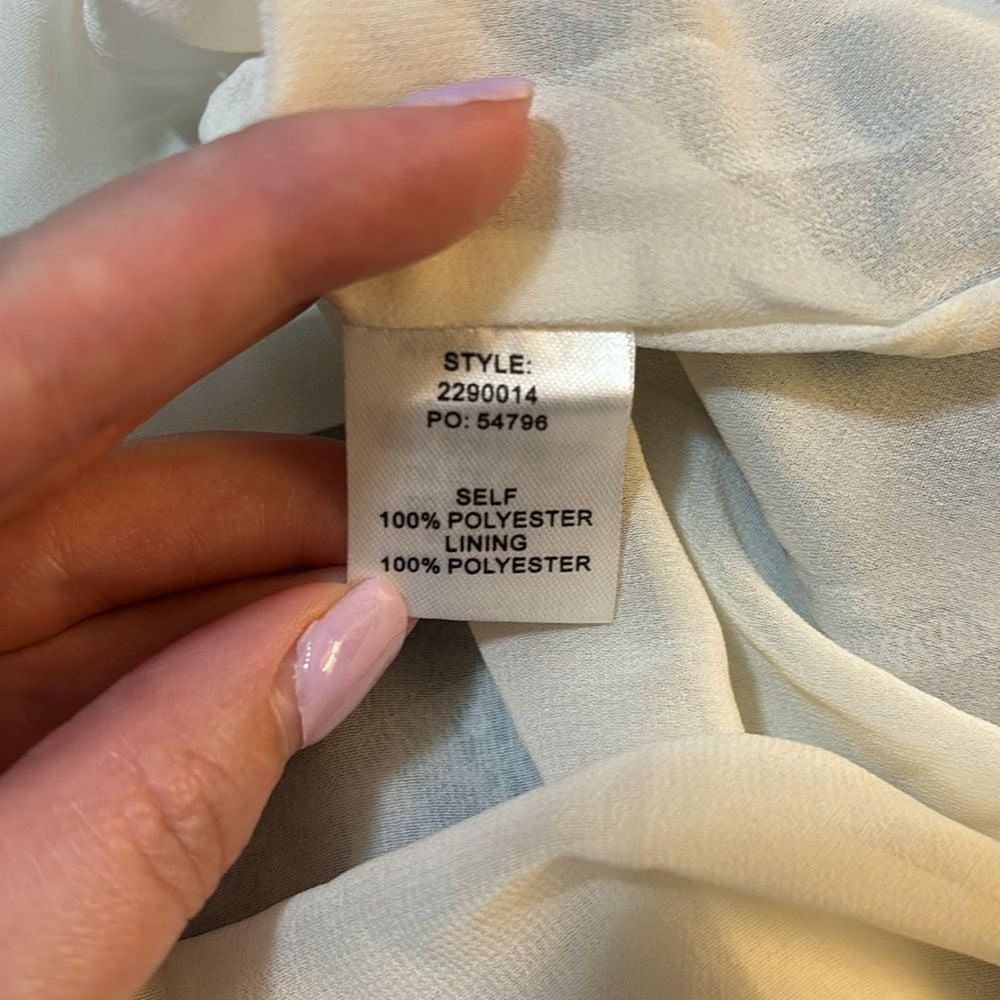 STYLE:
2290014
PO: 54796
SELF
100% POLYESTER
LINING
100% POLYESTER